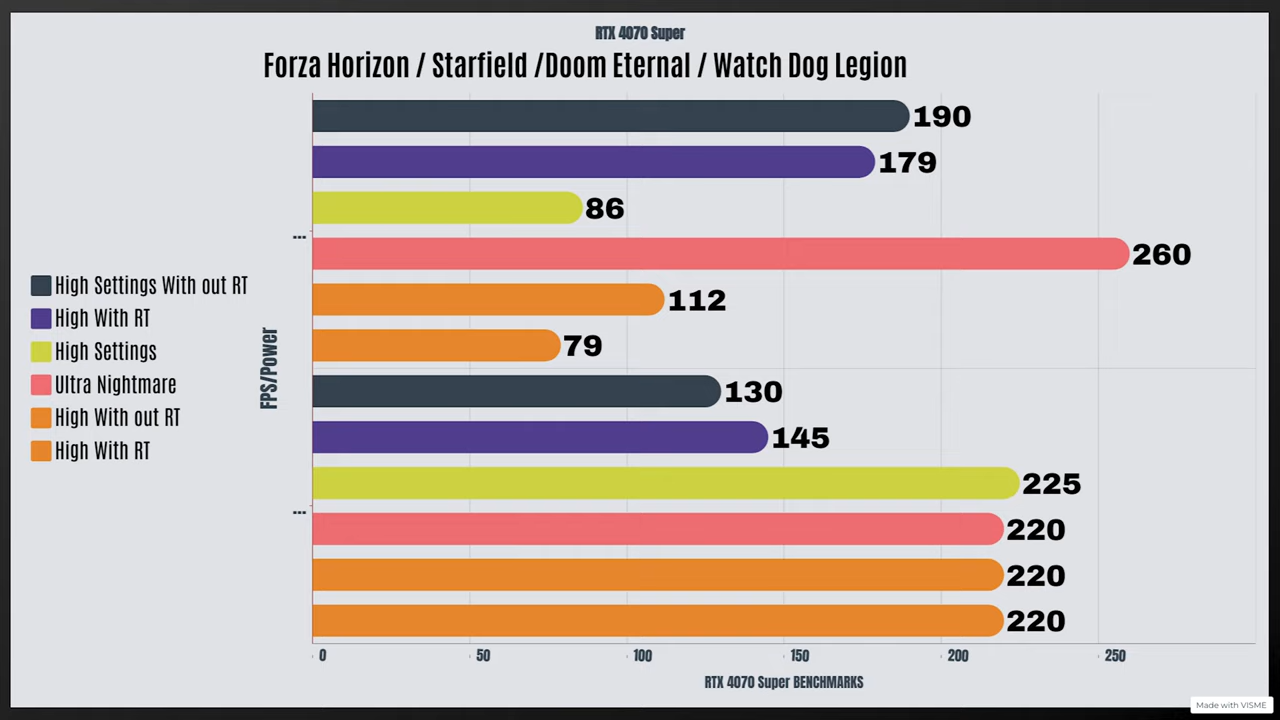 RTX 4070 Super
Forza Horizon / Starfield /Doom Eternal / Watch Dog Legion
190
179
86
---
260
High Settings With out RT
112
High With RT
79
High Settings
FPS/Power
Ultra Nightmare
130
High With out RT
145
High With RT
225
---
220
220
220
0 50 100 150 200 250
RTX 4070 Super BENCHMARKS
Made with VISME